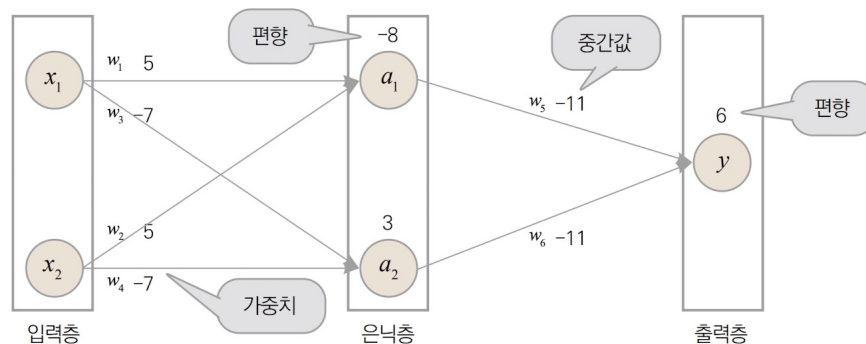 편향
-8
중간값
x1
w1 5
a1
w3 -7
w5 -11
6
편향
y
w2 5
3
w6 -11
x2
w4 -7
a2
가중치
입력층
은닉층
출력층